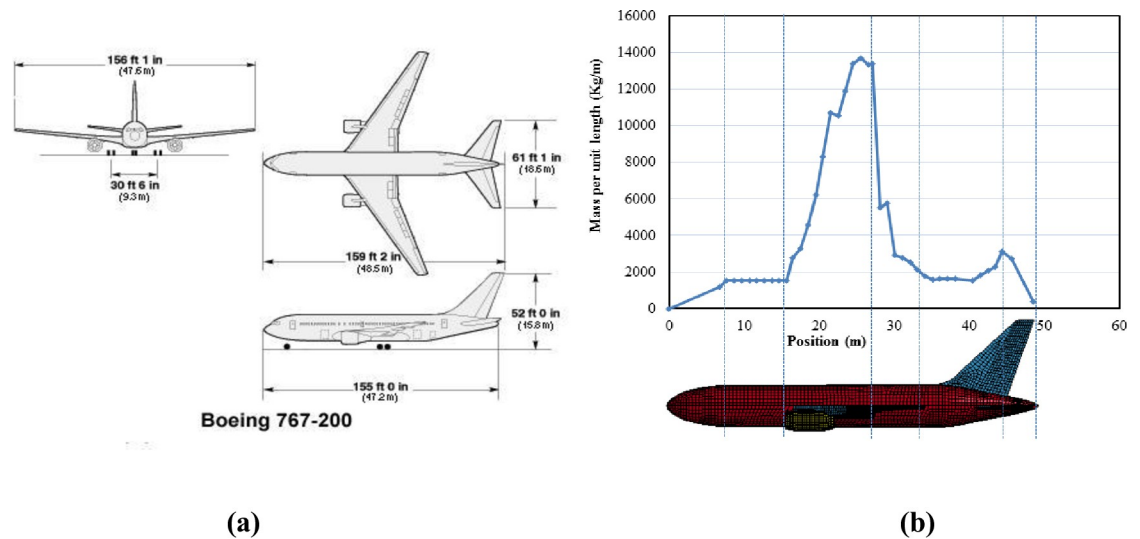 156 ft 1 in
(47.6 m)
30 ft 6 in
(9.3 m)
61 ft 1 in
(18.6 m)
159 ft 2 in
(48.5 m)
52 ft 0 in
(15.8 m)
155 ft 0 in
(47.2 m)
Boeing 767-200
(a)
Mass per unit length (Kg/m)
16000
14000
12000
10000
8000
6000
4000
2000
0
0 10 20 30 40 50 60
Position (m)
(b)